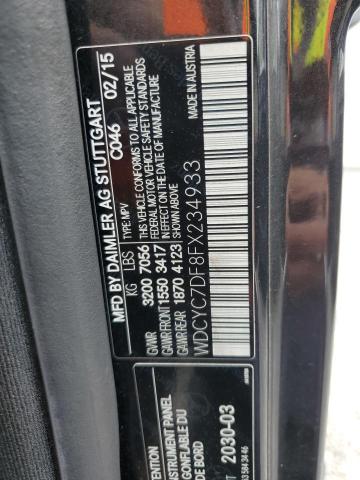 MFD BY DAIMLER AG STUTTGART
TYPE: MPV C046 02/15
KG LBS
GVWR 3200 7056
GAWR FRONT 1550 3417
GAWR REAR 1870 4123
THIS VEHICLE CONFORMS TO ALL APPLICABLE
FEDERAL MOTOR VEHICLE SAFETY STANDARDS
IN EFFECT ON THE DATE OF MANUFACTURE
SHOWN ABOVE
WDCYC7DF8FX234933 MADE IN AUSTRIA
TENTION
INSTRUMENT PANEL
GONFLABLE DU
DE BORD
2030-03